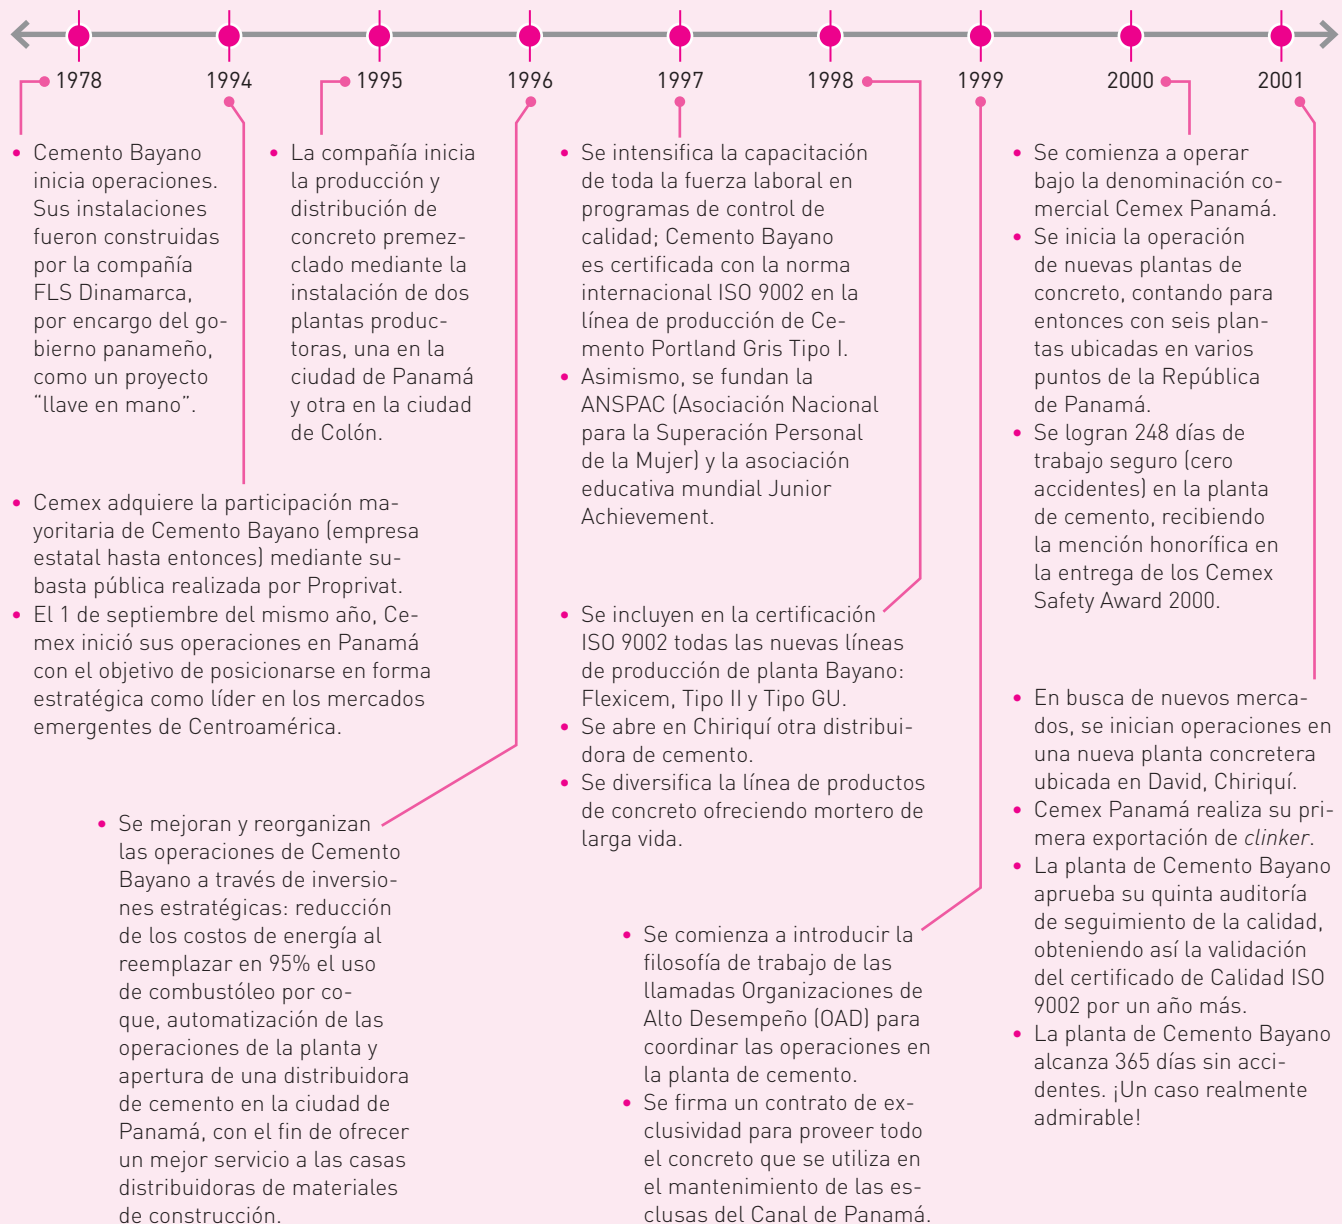 1978
1994
1995
1996
1997
1998
1999
2000
2001
• Cemento Bayano
inicia operaciones.
Sus instalaciones
fueron construidas
por la compañía
FLS Dinamarca,
por encargo del go-
bierno panameño,
como un proyecto
“llave en mano”.
• Cemex adquiere la participación ma-
yoritaria de Cemento Bayano (empresa
estatal hasta entonces) mediante su-
basta pública realizada por Proprivat.
• El 1 de septiembre del mismo año, Ce-
mex inició sus operaciones en Panamá
con el objetivo de posicionarse en forma
estratégica como líder en los mercados
emergentes de Centroamérica.
• La compañía inicia
la producción y
distribución de
concreto premez-
clado mediante la
instalación de dos
plantas produc-
toras, una en la
ciudad de Panamá
y otra en la ciudad
de Colón.
• Se mejoran y reorganizan
las operaciones de Cemento
Bayano a través de inversio-
nes estratégicas: reducción
de los costos de energía al
reemplazar en 95% el uso
de combustóleo por co-
que, automatización de las
operaciones de la planta y
apertura de una distribuidora
de cemento en la ciudad de
Panamá, con el fin de ofrecer
un mejor servicio a las casas
distribuidoras de materiales
de construcción.
• Se intensifica la capacitación
de toda la fuerza laboral en
programas de control de
calidad; Cemento Bayano
es certificada con la norma
internacional ISO 9002 en la
línea de producción de Ce-
mento Portland Gris Tipo I.
• Asimismo, se fundan la
ANSPAC (Asociación Nacional
para la Superación Personal
de la Mujer) y la asociación
educativa mundial Junior
Achievement.
• Se incluyen en la certificación
ISO 9002 todas las nuevas líneas
de producción de planta Bayano:
Flexicem, Tipo II y Tipo GU.
• Se abre en Chiriquí otra distribui-
dora de cemento.
• Se diversifica la línea de productos
de concreto ofreciendo mortero de
larga vida.
• Se comienza a introducir la
filosofía de trabajo de las
llamadas Organizaciones de
Alto Desempeño (OAD) para
coordinar las operaciones en
la planta de cemento.
• Se firma un contrato de ex-
clusividad para proveer todo
el concreto que se utiliza en
el mantenimiento de las es-
clusas del Canal de Panamá.
• Se comienza a operar
bajo la denominación co-
mercial Cemex Panamá.
• Se inicia la operación
de nuevas plantas de
concreto, contando para
entonces con seis plan-
tas ubicadas en varios
puntos de la República
de Panamá.
• Se logran 248 días de
trabajo seguro (cero
accidentes) en la planta
de cemento, recibiendo
la mención honorífica en
la entrega de los Cemex
Safety Award 2000.
• En busca de nuevos merca-
dos, se inician operaciones en
una nueva planta concretera
ubicada en David, Chiriquí.
• Cemex Panamá realiza su pri-
mera exportación de clinker.
• La planta de Cemento Bayano
aprueba su quinta auditoría
de seguimiento de la calidad,
obteniendo así la validación
del certificado de Calidad ISO
9002 por un año más.
• La planta de Cemento Bayano
alcanza 365 días sin acci-
dentes. ¡Un caso realmente
admirable!